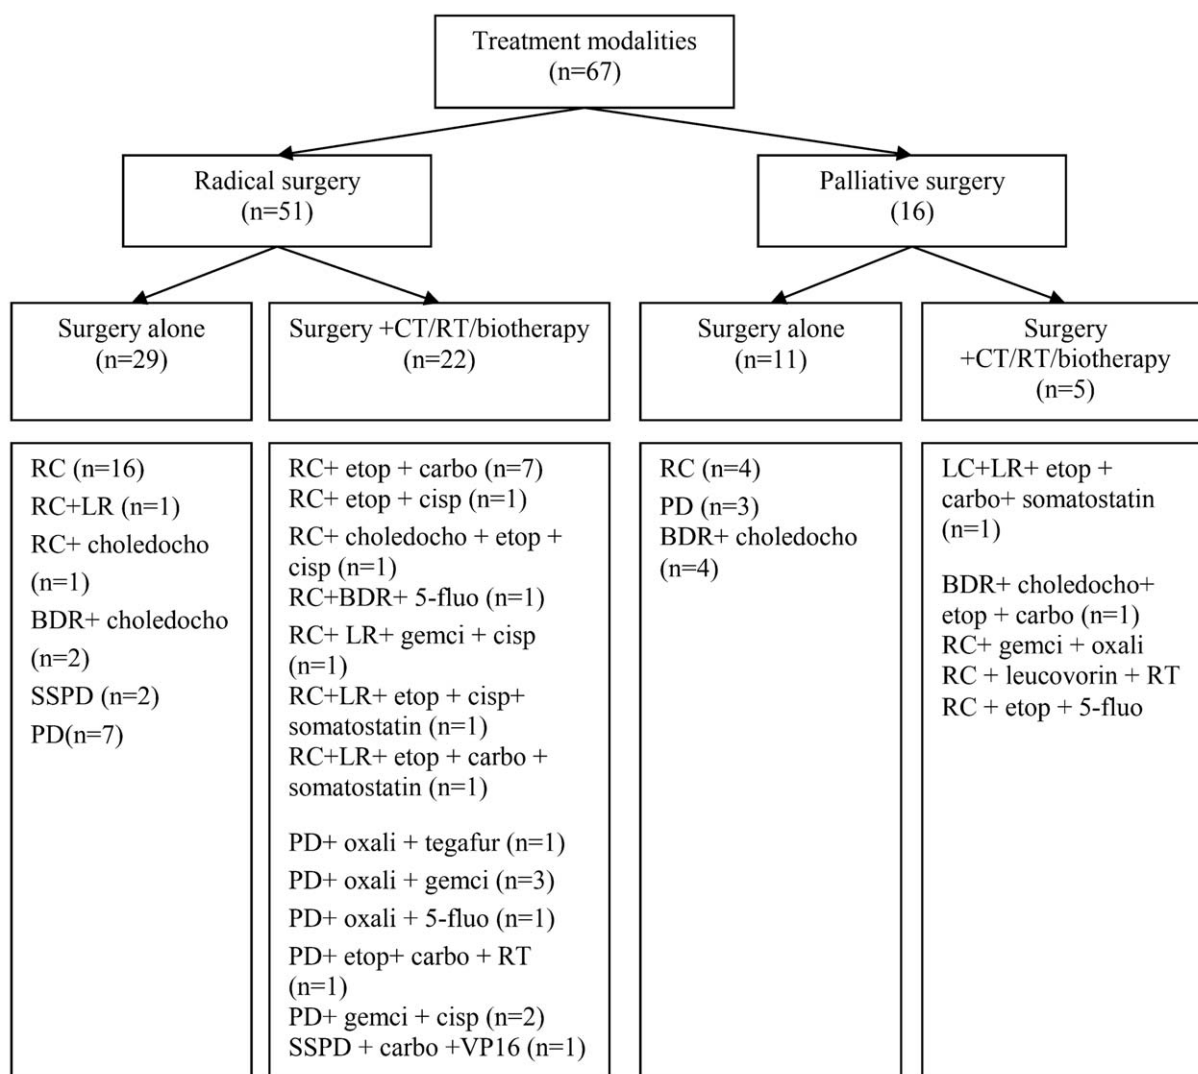 Treatment modalities
(n=67)
Radical surgery
(n=51)
Palliative surgery
(16)
Surgery alone
(n=29)
Surgery +CT/RT/biotherapy
(n=22)
Surgery alone
(n=11)
Surgery
+CT/RT/biotherapy
(n=5)
RC (n=16)
RC+LR (n=1)
RC+ choledocho
(n=1)
BDR+ choledocho
(n=2)
SSPD (n=2)
PD(n=7)
RC+ etop + carbo (n=7)
RC+ etop + cisp (n=1)
RC+ choledocho + etop +
cisp (n=1)
RC+BDR+ 5-fluo (n=1)
RC+ LR+ gemci + cisp
(n=1)
RC+LR+ etop + cisp+
somatostatin (n=1)
RC+LR+ etop + carbo +
somatostatin (n=1)
PD+ oxali + tegafur (n=1)
PD+ oxali + gemci (n=3)
PD+ oxali + 5-fluo (n=1)
PD+ etop+ carbo + RT
(n=1)
PD+ gemci + cisp (n=2)
SSPD + carbo +VP16 (n=1)
RC (n=4)
PD (n=3)
BDR+ choledocho
(n=4)
LC+LR+ etop +
carbo+ somatostatin
(n=1)
BDR+ choledocho+
etop + carbo (n=1)
RC+ gemci + oxali
RC + leucovorin + RT
RC + etop + 5-fluo